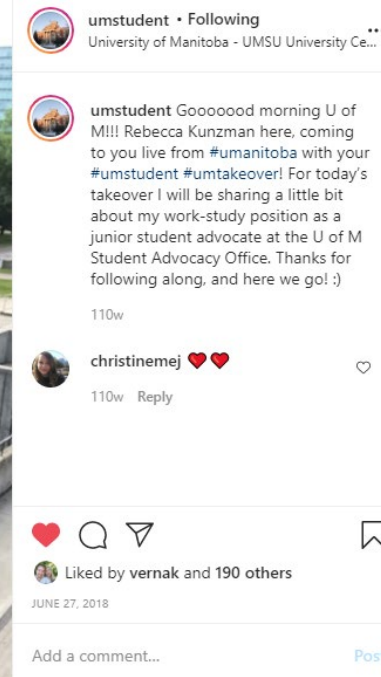 umstudent • Following
University of Manitoba - UMSU University Ce...
umstudent Gooooood morning U of
M!!! Rebecca Kunzman here, coming
to you live from #umanitoba with your
#umstudent #umtakeover! For today's
takeover I will be sharing a little bit
about my work-study position as a
junior student advocate at the U of M
Student Advocacy Office. Thanks for
following along, and here we go! :)
110w
christinemej ❤️❤️
110w Reply
Liked by vernak and 190 others
JUNE 27, 2018
Add a comment...
Pos